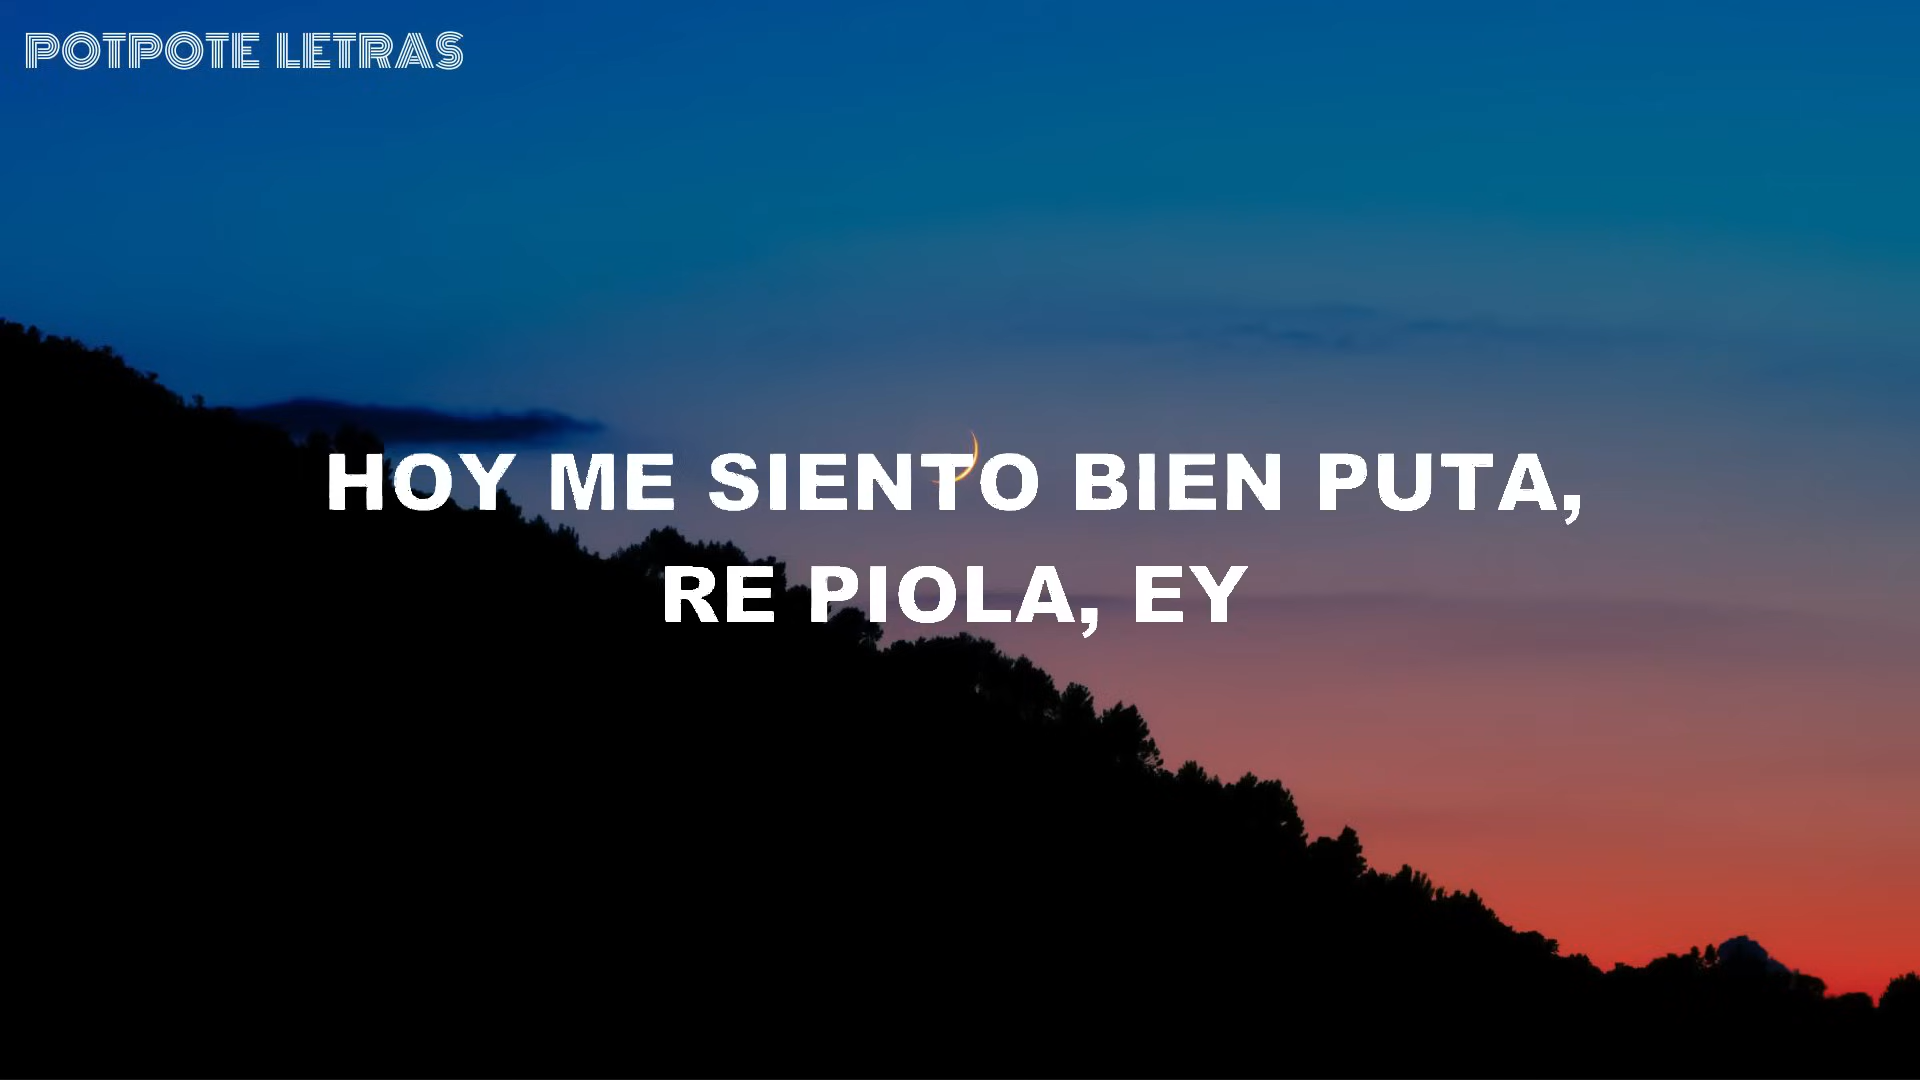 POTPOTE LETRAS
HOY ME SIENTO BIEN PUTA,
RE PIOLA, EY